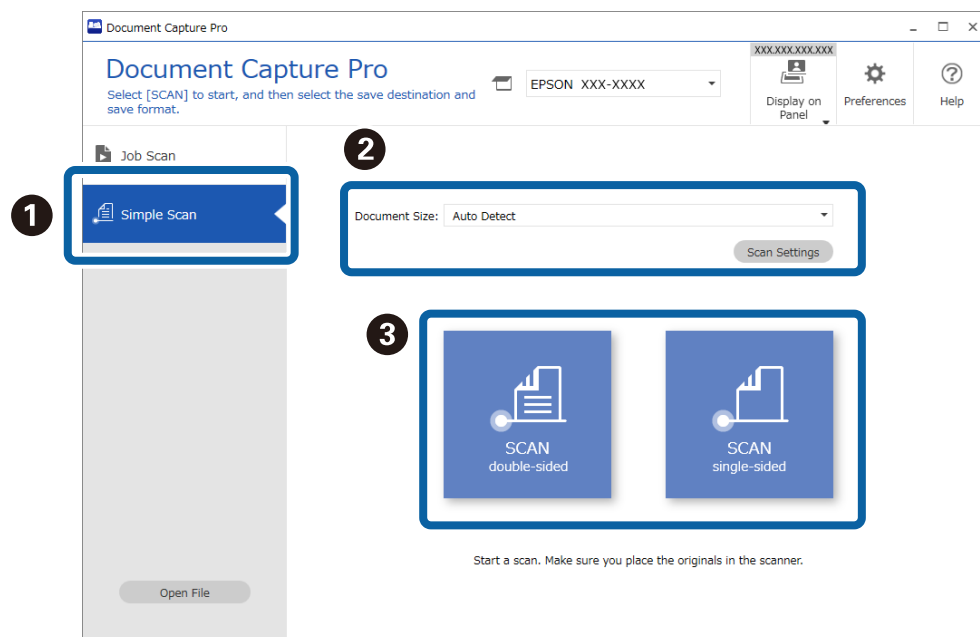 Document Capture Pro
Document Capture Pro
Select [SCAN] to start, and then select the save destination and
save format.
EPSON XXX-XXXX
XXX.XXX.XXX.XXX
Display on
Panel
Preferences
Help
Job Scan
1
Simple Scan
2
Document Size:
Auto Detect
Scan Settings
3
SCAN
double-sided
SCAN
single-sided
Start a scan. Make sure you place the originals in the scanner.
Open File